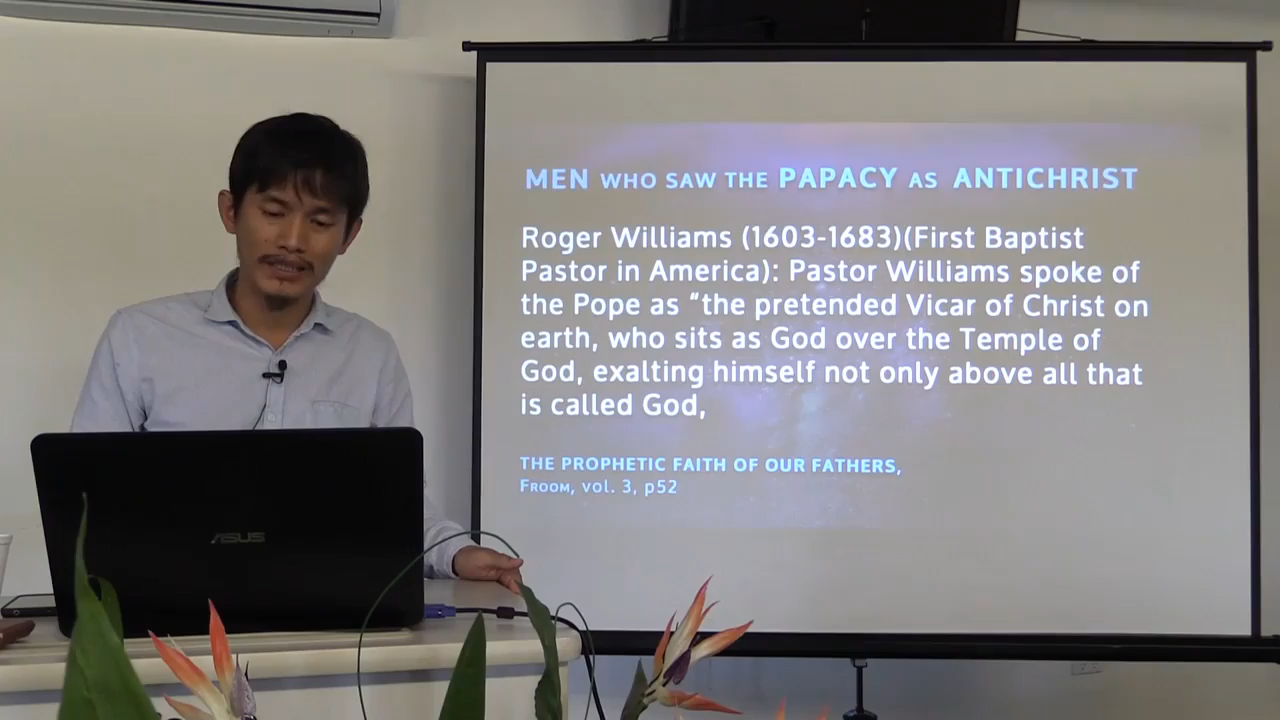 MEN WHO SAW THE PAPACY AS ANTICHRIST
Roger Williams (1603-1683)(First Baptist
Pastor in America): Pastor Williams spoke of
the Pope as “the pretended Vicar of Christ on
earth, who sits as God over the Temple of
God, exalting himself not only above all that
is called God,
THE PROPHETIC FAITH OF OUR FATHERS,
FROOM, vol. 3, p52
ASUS